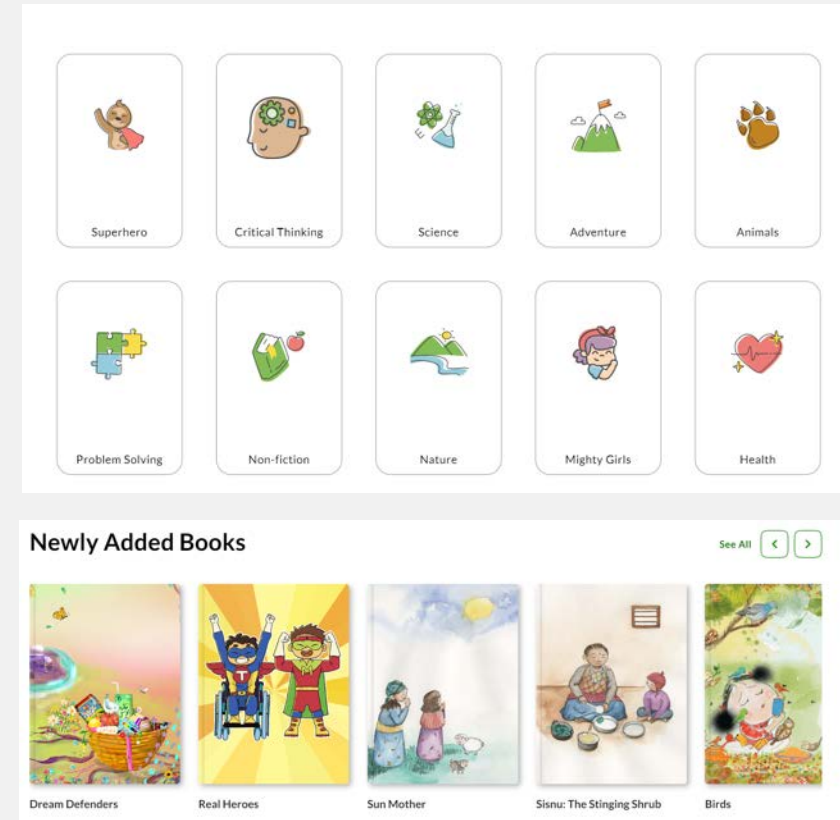 Superhero
Critical Thinking
Science
Adventure
Animals
Problem Solving
Non-fiction
Nature
Mighty Girls
Health
Newly Added Books
See All
T
Dream Defenders
Real Heroes
Sun Mother
Sisnu: The Stinging Shrub
Birds